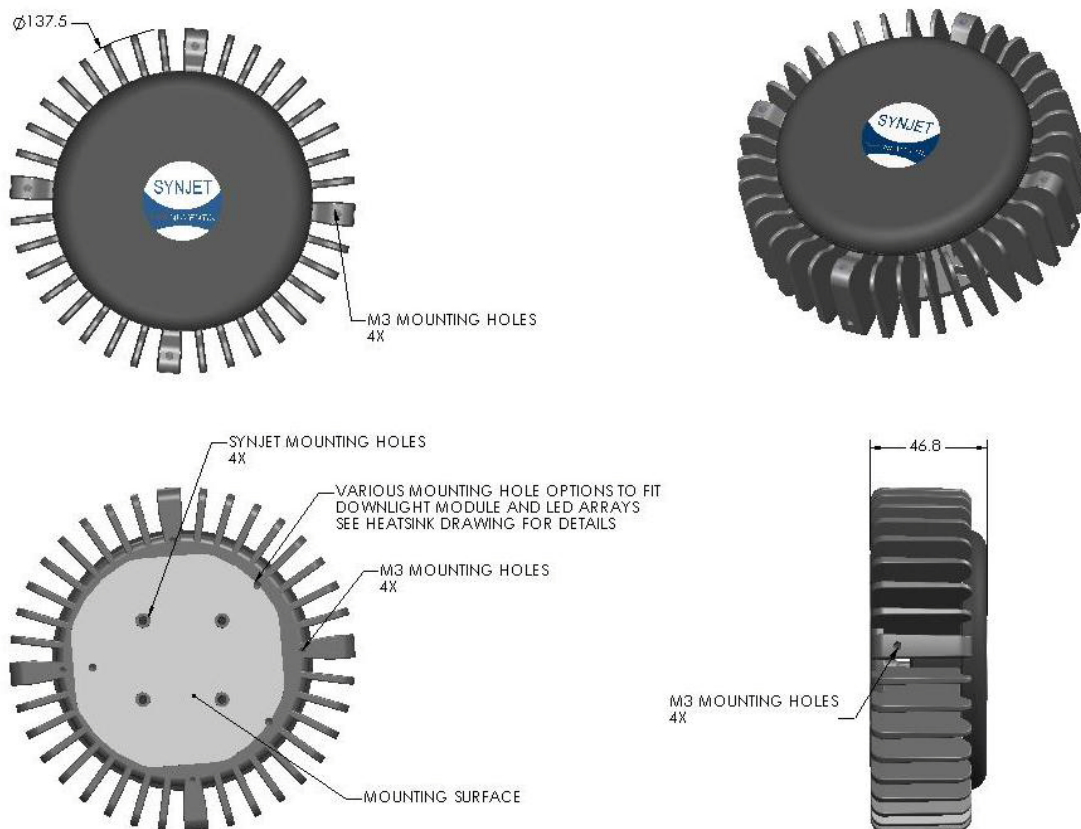 Ø137.5
SYNJET
SYNJET
M3 MOUNTING HOLES
4X
SYNJET MOUNTING HOLES
4X
VARIOUS MOUNTING HOLE OPTIONS TO FIT
DOWNLIGHT MODULE AND LED ARRAYS
SEE HEATSINK DRAWING FOR DETAILS
M3 MOUNTING HOLES
4X
MOUNTING SURFACE
46.8
M3 MOUNTING HOLES
4X